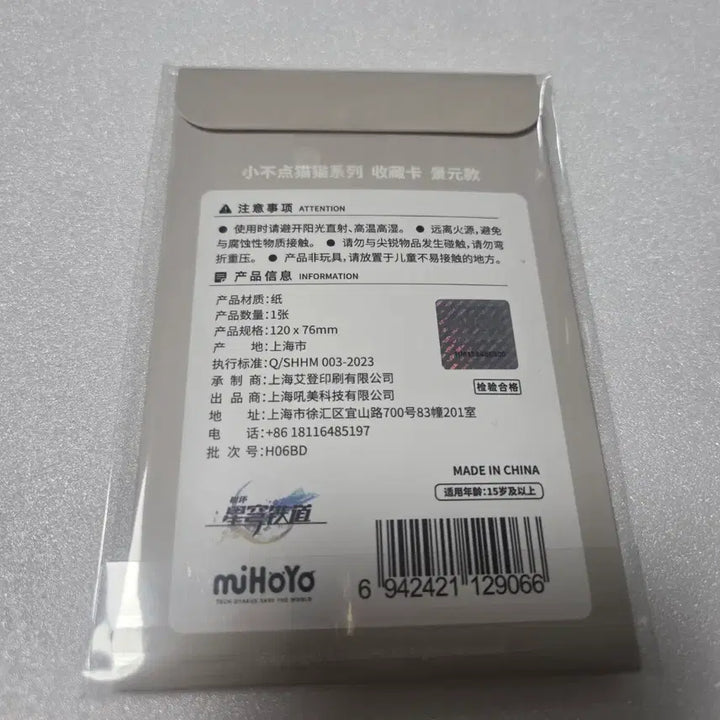 小不点猫猫系列 收藏卡 景元款
注意事项 ATTENTION
● 使用时请避开阳光直射、高温高湿。 ● 远离火源,避免
与腐蚀性物质接触。 ● 请勿与尖锐物品发生碰触,请勿弯
折重压。 ● 产品非玩具,请放置于儿童不易接触的地方。
产品信息 INFORMATION
产品材质:纸
产品数量:1张
产品规格:120 x 76mm
产 地:上海市
执行标准:Q/SHHM 003-2023
承 制 商:上海艾登印刷有限公司
出 品 商:上海吼美科技有限公司
地 址:上海市徐汇区宜山路700号83幢201室
电 话:+86 18116485197
批 次 号:H06BD
检验合格
MADE IN CHINA
适用年龄:15岁及以上
崩坏
星穹铁道
miHoYo
TECH OTAKUS SAVE THE WORLD
6 942421 129066